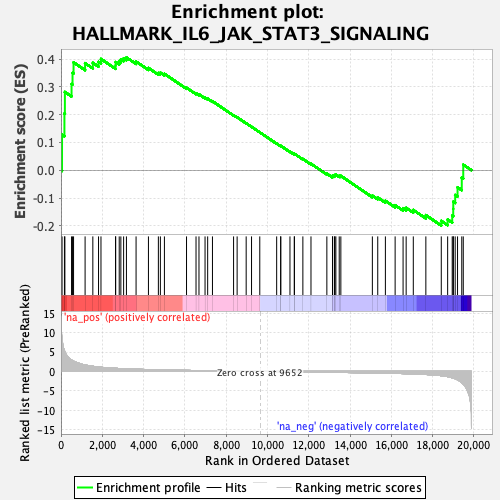 Enrichment plot:
HALLMARK_IL6_JAK_STAT3_SIGNALING
Enrichment score (ES)
0.4
0.3
0.2
0.1
0.0
-0.1
-0.2
'na_pos' (positively correlated)
Ranked list metric (PreRanked)
15
10
5
0
-5
-10
-15
Zero cross at 9652
'na_neg' (negatively correlated)
0 2,000 4,000 6,000 8,000 10,000 12,000 14,000 16,000 18,000 20,000
Rank in Ordered Dataset
Enrichment profile Hits Ranking metric scores